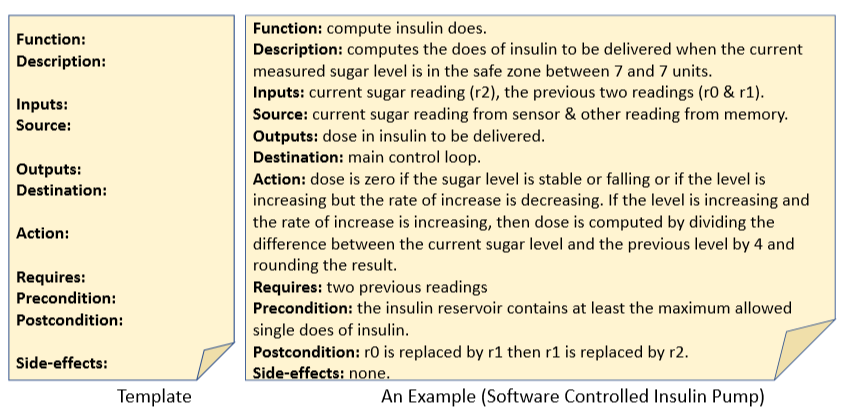 Function:
Description:
Inputs:
Source:
Outputs:
Destination:
Action:
Requires:
Precondition:
Postcondition:
Side-effects:
Template
Function: compute insulin does.
Description: computes the does of insulin to be delivered when the current
measured sugar level is in the safe zone between 7 and 7 units.
Inputs: current sugar reading (r2), the previous two readings (r0 & r1).
Source: current sugar reading from sensor & other reading from memory.
Outputs: dose in insulin to be delivered.
Destination: main control loop.
Action: dose is zero if the sugar level is stable or falling or if the level is
increasing but the rate of increase is decreasing. If the level is increasing and
the rate of increase is increasing, then dose is computed by dividing the
difference between the current sugar level and the previous level by 4 and
rounding the result.
Requires: two previous readings
Precondition: the insulin reservoir contains at least the maximum allowed
single does of insulin.
Postcondition: r0 is replaced by r1 then r1 is replaced by r2.
Side-effects: none.
An Example (Software Controlled Insulin Pump)